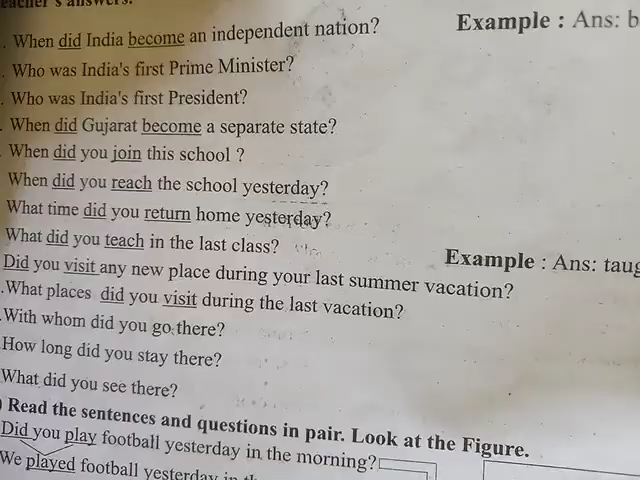 eacher's answers.
. When did India become an independent nation? Example : Ans: b
. Who was India's first Prime Minister?
. Who was India's first President?
. When did Gujarat become a separate state?
. When did you join this school ?
When did you reach the school yesterday?
What time did you return home yesterday?
What did you teach in the last class? Example : Ans: taug
Did you visit any new place during your last summer vacation?
.What places did you visit during the last vacation?
.With whom did you go there?
.How long did you stay there?
What did you see there?
) Read the sentences and questions in pair. Look at the Figure.
Did you play football yesterday in the morning?
We played football yesterday in